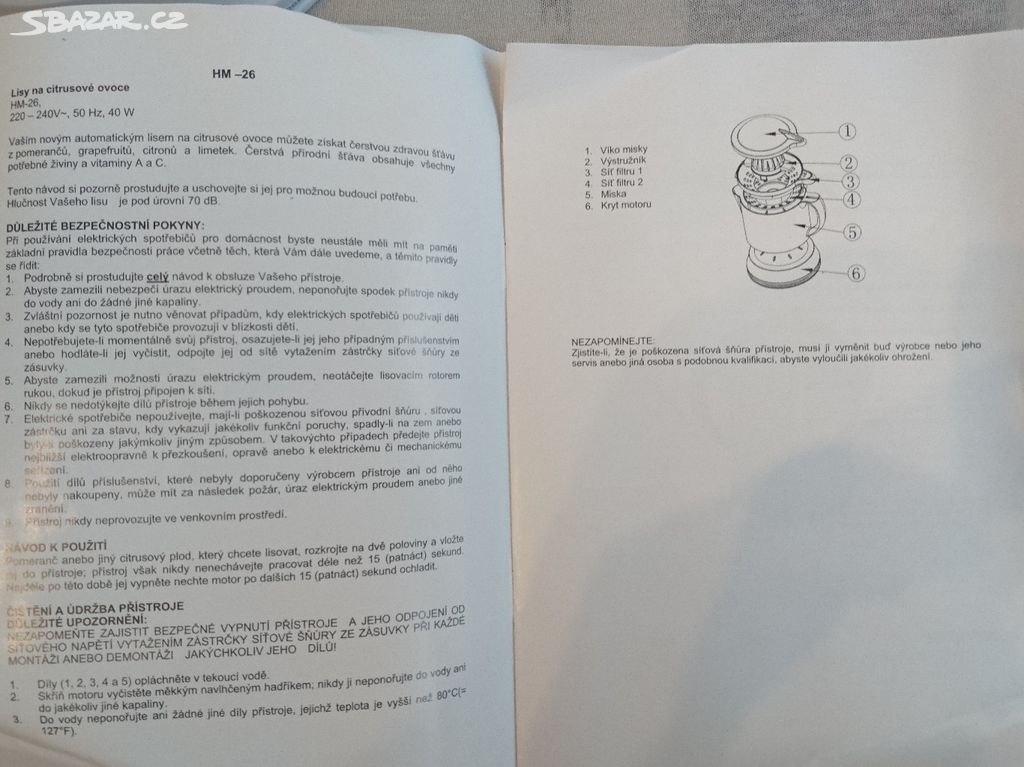 SBAZAR.CZ
HM –26
Lisy na citrusové ovoce
HM-26,
220 – 240V~, 50 Hz, 40 W
Vaším novým automatickým lisem na citrusové ovoce můžete získat čerstvou zdravou šťávu
z pomerančů, grapefruitů, citronů a limetek. Čerstvá přírodní šťáva obsahuje všechny
potřebné živiny a vitaminy A a C.
Tento návod si pozorně prostudujte a uschovejte si jej pro možnou budoucí potřebu.
Hlučnost Vašeho lisu je pod úrovní 70 dB.
DŮLEŽITÉ BEZPEČNOSTNÍ POKYNY:
Při používání elektrických spotřebičů pro domácnost byste neustále měli mít na paměti
základní pravidla bezpečnosti práce včetně těch, která Vám dále uvedeme, a těmito pravidly
se řídit:
1. Podrobně si prostudujte celý návod k obsluze Vašeho přístroje.
2. Abyste zamezili nebezpečí úrazu elektrický proudem, neponořujte spodek přístroje nikdy
do vody ani do žádné jiné kapaliny.
3. Zvláštní pozornost je nutno věnovat případům, kdy elektrických spotřebičů používají děti
anebo kdy se tyto spotřebiče provozují v blízkosti dětí.
4. Nepotřebujete-li momentálně svůj přístroj, osazujete-li jej jeho případným příslušenstvím
anebo hodláte-li jej vyčistit, odpojte jej od sítě vytažením zástrčky síťové šňůry ze
zásuvky.
5. Abyste zamezili možnosti úrazu elektrickým proudem, neotáčejte lisovacím rotorem
rukou, dokud je přístroj připojen k síti.
6. Nikdy se nedotýkejte dílů přístroje během jejich pohybu.
7. Elektrické spotřebiče nepoužívejte, mají-li poškozenou síťovou přívodní šňůru , síťovou
zástrčku ani za stavu, kdy vykazují jakékoliv funkční poruchy, spadly-li na zem anebo
byly-li poškozeny jakýmkoliv jiným způsobem. V takovýchto případech předejte přístroj
nejbližší elektroopravně k přezkoušení, opravě anebo k elektrickému či mechanickému
seřízení.
8. Použití dílů příslušenství, které nebyly doporučeny výrobcem přístroje ani od něho
nebyly nakoupeny, může mít za následek požár, úraz elektrickým proudem anebo jiné
zranění.
9. Přístroj nikdy neprovozujte ve venkovním prostředí.
NÁVOD K POUŽITÍ
Pomeranč anebo jiný citrusový plod, který chcete lisovat, rozkrojte na dvě poloviny a vložte
jej do přístroje; přístroj však nikdy nenechávejte pracovat déle než 15 (patnáct) sekund.
Nejdéle po této době jej vypněte nechte motor po dalších 15 (patnáct) sekund ochladit.
ČIŠTĚNÍ A ÚDRŽBA PŘÍSTROJE
DŮLEŽITÉ UPOZORNĚNÍ:
NEZAPOMEŇTE ZAJISTIT BEZPEČNÉ VYPNUTÍ PŘÍSTROJE A JEHO ODPOJENÍ OD
SÍŤOVÉHO NAPĚTÍ VYTAŽENÍM ZÁSTRČKY SÍŤOVÉ ŠŇŮRY ZE ZÁSUVKY PŘI KAŽDÉ
MONTÁŽI ANEBO DEMONTÁŽI JAKÝCHKOLIV JEHO DÍLŮ!
1. Díly (1, 2, 3, 4 a 5) opláchněte v tekoucí vodě.
2. Skříň motoru vyčistěte měkkým navlhčeným hadříkem; nikdy ji neponořujte do vody ani
do jakékoliv jiné kapaliny.
3. Do vody neponořujte ani žádné jiné díly přístroje, jejichž teplota je vyšší než 80°C(=
127°F).
1. Víko misky
2. Výstružník
3. Síť filtru 1
4. Síť filtru 2
5. Miska
6. Kryt motoru
1
2
3
4
5
6
NEZAPOMÍNEJTE:
Zjistíte-li, že je poškozena síťová šňůra přístroje, musí ji vyměnit buď výrobce nebo jeho
servis anebo jiná osoba s podobnou kvalifikací, abyste vyloučili jakékoliv ohrožení.